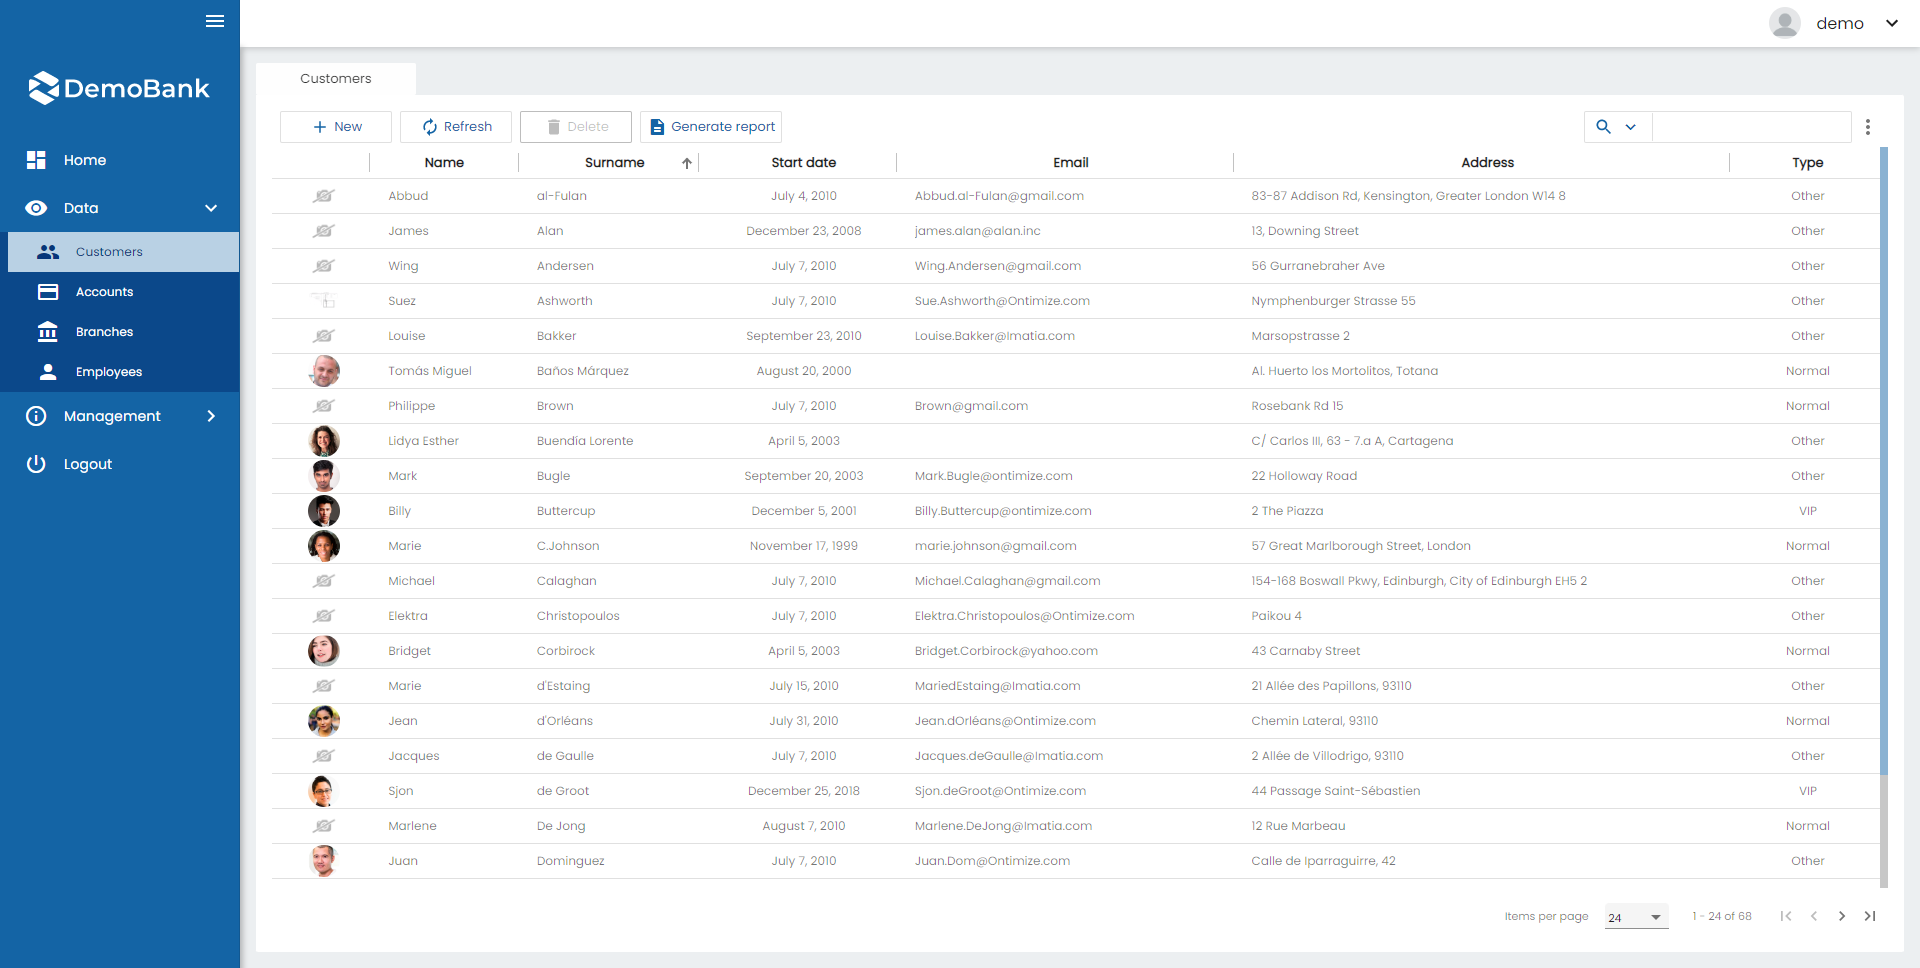 demo
DemoBank
Home
Data
Customers
Accounts
Branches
Employees
Management
Logout
Customers
New Refresh Delete Generate report
Name Surname Start date Email Address Type
Abbud al-Fulan July 4, 2010 Abbud.al-Fulan@gmail.com 83-87 Addison Rd, Kensington, Greater London W14 8 Other
James Alan December 23, 2008 james.alan@alan.inc 13, Downing Street Other
Wing Andersen July 7, 2010 Wing.Andersen@gmail.com 56 Gurranebraher Ave Other
Suez Ashworth July 7, 2010 Sue.Ashworth@Ontimize.com Nymphenburger Strasse 55 Other
Louise Bakker September 23, 2010 Louise.Bakker@Imatia.com Marsopstrasse 2 Other
Tomás Miguel Baños Márquez August 20, 2000 Al. Huerto los Mortolitos, Totana Normal
Philippe Brown July 7, 2010 Brown@gmail.com Rosebank Rd 15 Normal
Lidya Esther Buendía Lorente April 5, 2003 C/ Carlos III, 63 - 7.a A, Cartagena Other
Mark Bugle September 20, 2003 Mark.Bugle@ontimize.com 22 Holloway Road Other
Billy Buttercup December 5, 2001 Billy.Buttercup@ontimize.com 2 The Piazza VIP
Marie C.Johnson November 17, 1999 marie.johnson@gmail.com 57 Great Marlborough Street, London Normal
Michael Calaghan July 7, 2010 Michael.Calaghan@gmail.com 154-168 Boswall Pkwy, Edinburgh, City of Edinburgh EH5 2 Other
Elektra Christopoulos July 7, 2010 Elektra.Christopoulos@Ontimize.com Paikou 4 Other
Bridget Corbirock April 5, 2003 Bridget.Corbirock@yahoo.com 43 Carnaby Street Normal
Marie d'Estaing July 15, 2010 MariedEstaing@Imatia.com 21 Allée des Papillons, 93110 Other
Jean d'Orléans July 31, 2010 Jean.dOrléans@Ontimize.com Chemin Lateral, 93110 Normal
Jacques de Gaulle July 7, 2010 Jacques.deGaulle@Imatia.com 2 Allée de Villodrigo, 93110 Other
Sjon de Groot December 25, 2018 Sjon.deGroot@Ontimize.com 44 Passage Saint-Sébastien VIP
Marlene De Jong August 7, 2010 Marlene.DeJong@Imatia.com 12 Rue Marbeau Normal
Juan Dominguez July 7, 2010 Juan.Dom@Ontimize.com Calle de Iparraguirre, 42 Other
Items per page 24 1 - 24 of 68